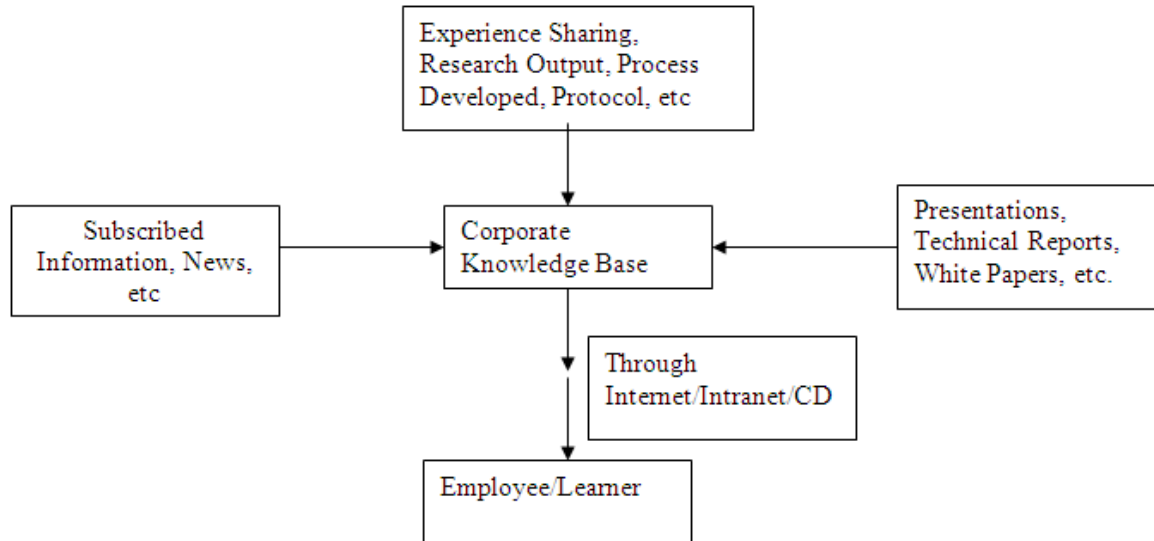 Experience Sharing,
Research Output, Process
Developed, Protocol, etc
Subscribed
Information, News,
etc
Corporate
Knowledge Base
Presentations,
Technical Reports,
White Papers, etc.
Through
Internet/Intranet/CD
Employee/Learner